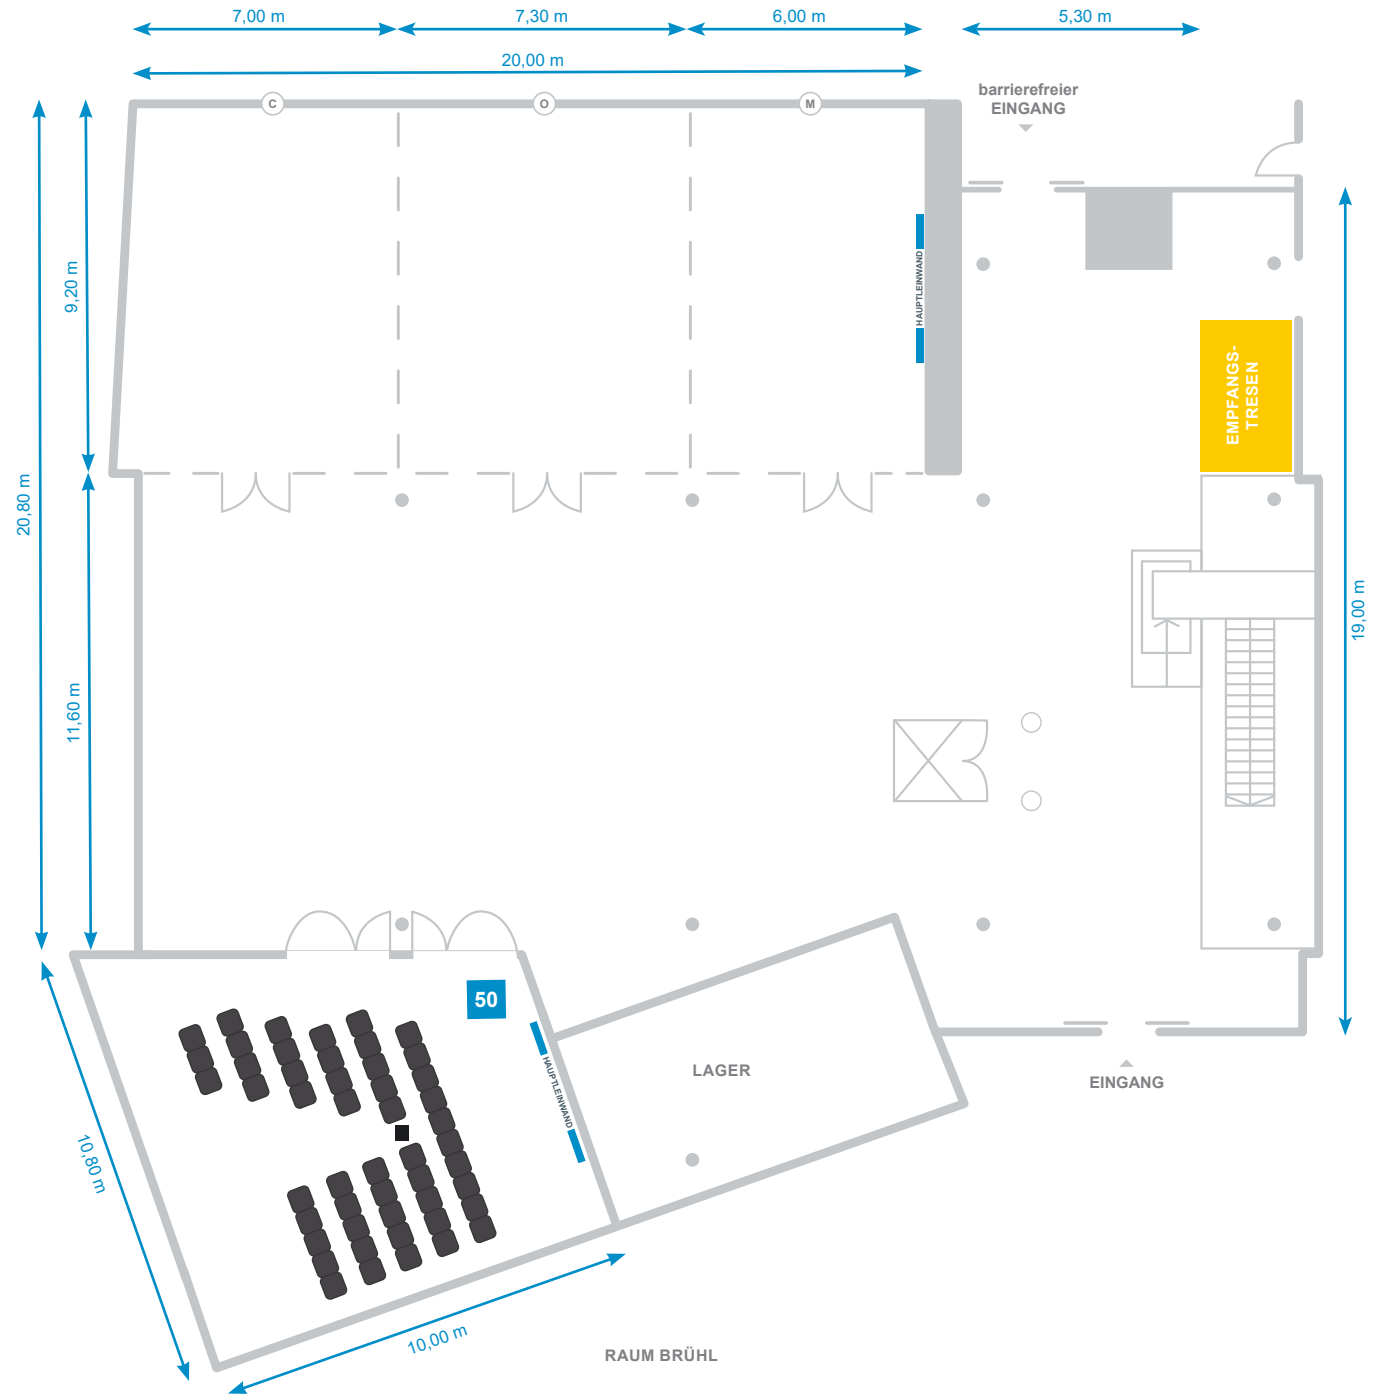 7,00 m
7,30 m
6,00 m
5,30 m
20,00 m
barrierefreier
EINGANG
C
O
M
9,20 m
HAUPTLEINWAND
EMPFANGS-
TRESEN
20,80 m
19,00 m
11,60 m
50
HAUPTLEINWAND
LAGER
EINGANG
10,80 m
10,00 m
RAUM BRÜHL